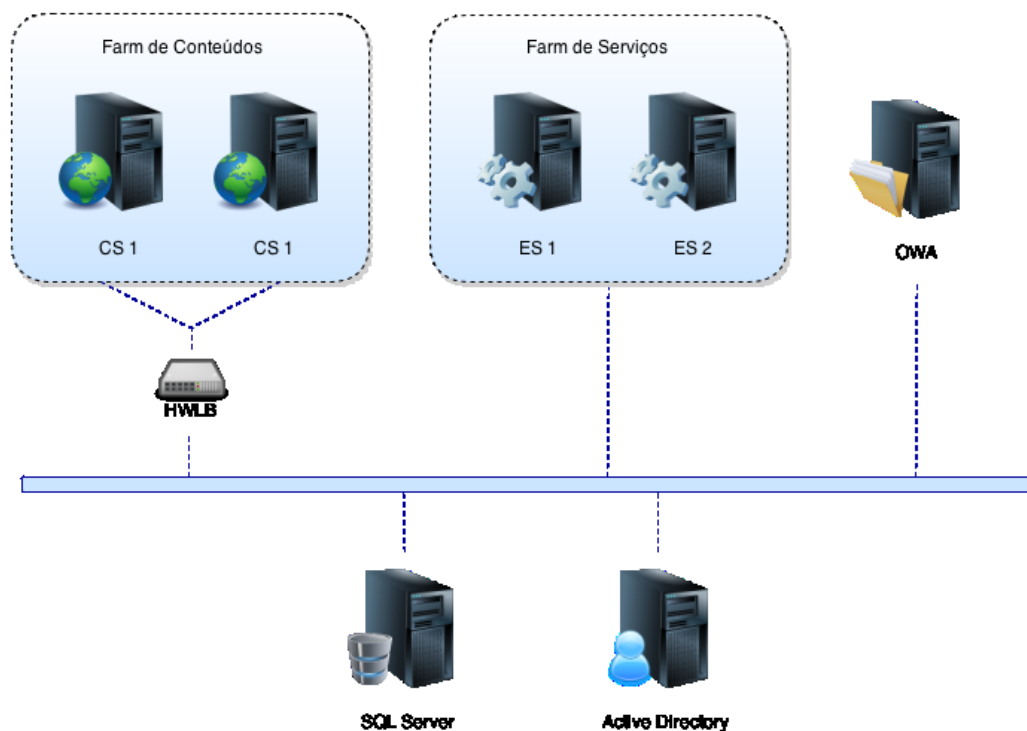 Farm de Conteúdos
Farm de Serviços
CS 1
CS 1
ES 1
ES 2
OWA
HWLB
SQL Server
Active Directory